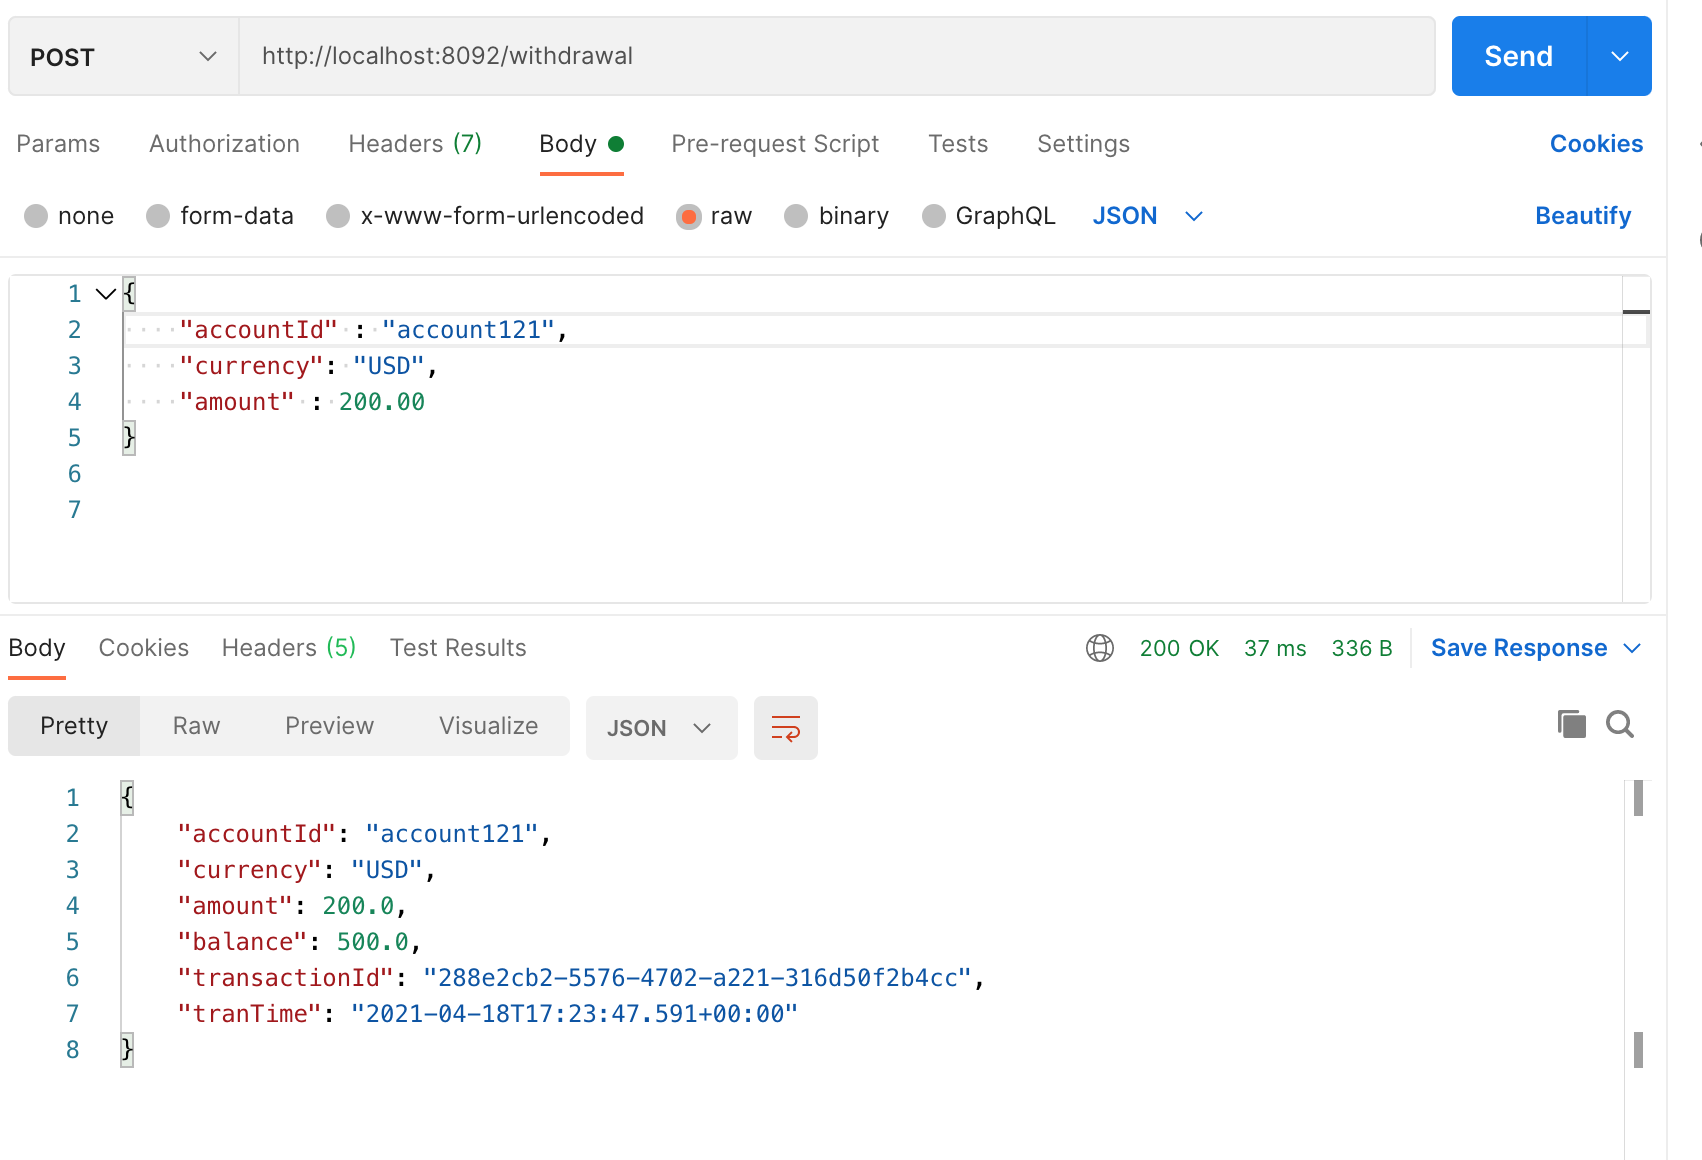 POST http://localhost:8092/withdrawal Send
Params Authorization Headers (7) Body Pre-request Script Tests Settings Cookies
none form-data x-www-form-urlencoded raw binary GraphQL JSON Beautify
1 {
2 "accountId" : "account121",
3 "currency": "USD",
4 "amount" : 200.00
5 }
6
7
Body Cookies Headers (5) Test Results 200 OK 37 ms 336 B Save Response
Pretty Raw Preview Visualize JSON
1 {
2 "accountId": "account121",
3 "currency": "USD",
4 "amount": 200.0,
5 "balance": 500.0,
6 "transactionId": "288e2cb2-5576-4702-a221-316d50f2b4cc",
7 "tranTime": "2021-04-18T17:23:47.591+00:00"
8 }